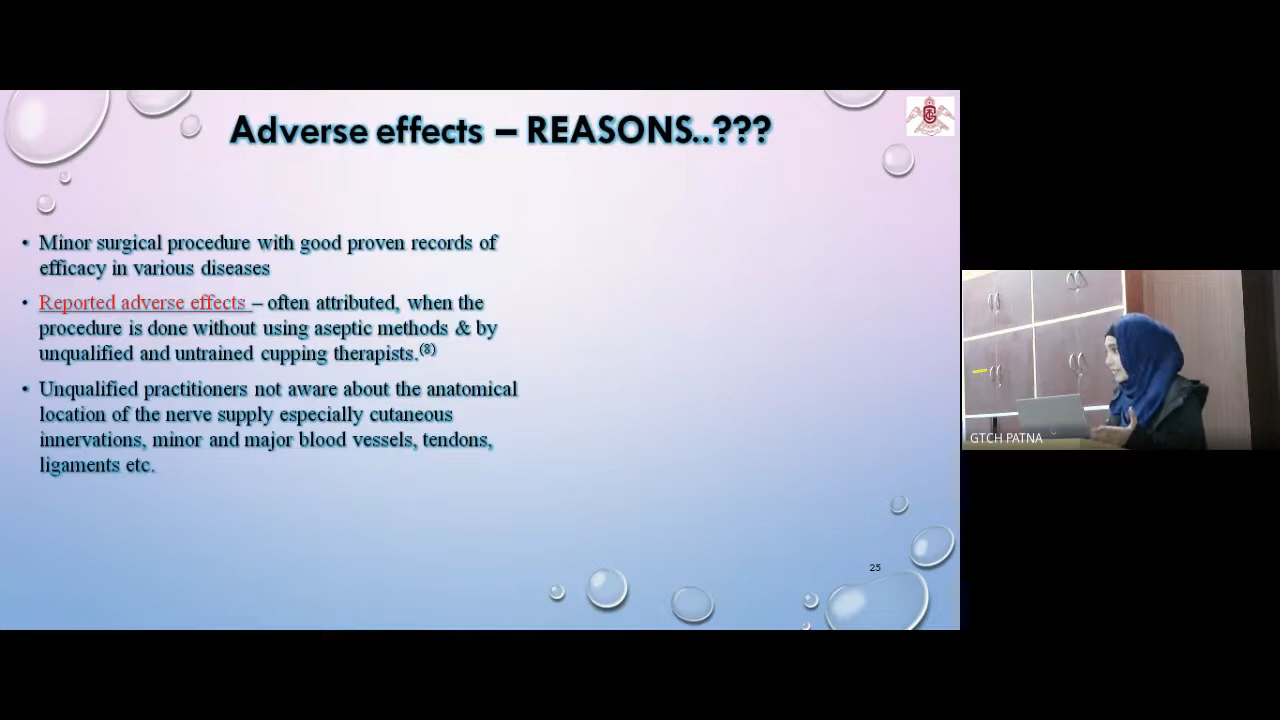 Adverse effects – REASONS..???
• Minor surgical procedure with good proven records of
efficacy in various diseases
• Reported adverse effects – often attributed, when the
procedure is done without using aseptic methods & by
unqualified and untrained cupping therapists.(8)
• Unqualified practitioners not aware about the anatomical
location of the nerve supply especially cutaneous
innervations, minor and major blood vessels, tendons,
ligaments etc.
25
GTCH PATNA